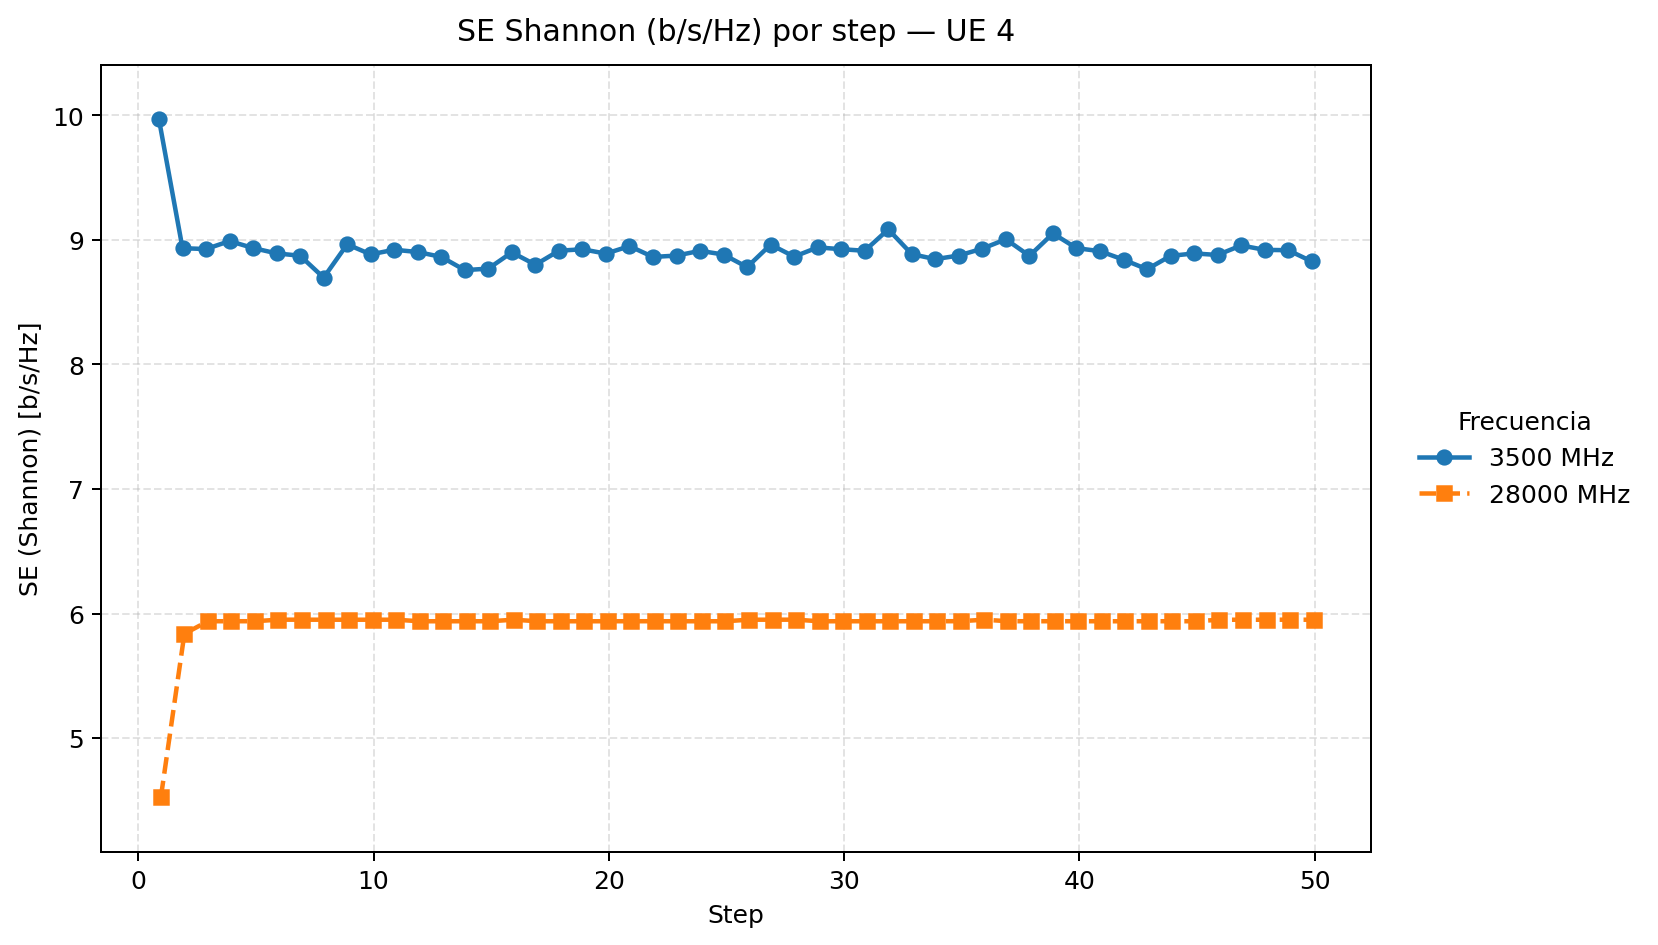 SE Shannon (b/s/Hz) por step — UE 4
SE (Shannon) [b/s/Hz]
10
9
8
7
6
5
0
10
20
30
40
50
Step
Frecuencia
3500 MHz
28000 MHz